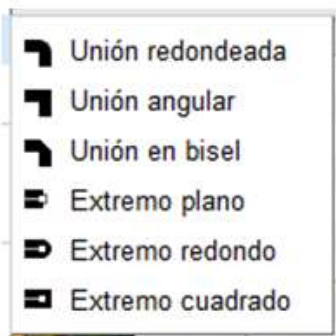 Unión redondeada
Unión angular
Unión en bisel
Extremo plano
Extremo redondo
Extremo cuadrado